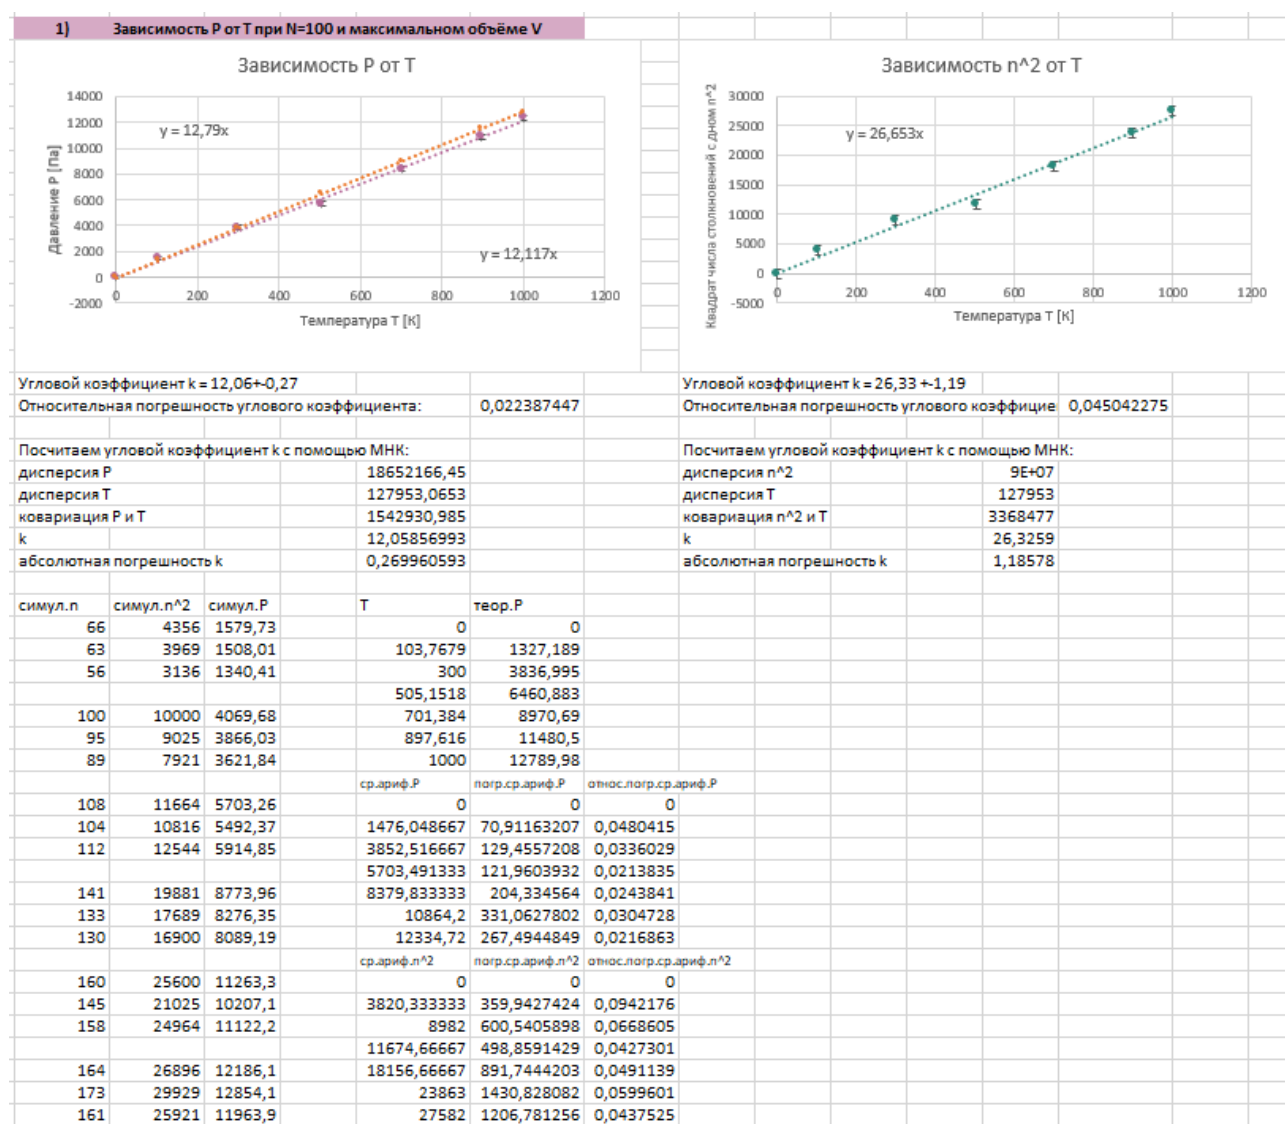 1) Зависимость P от T при N=100 и максимальном объёме V
Зависимость P от T
14000
12000
10000
8000
6000
4000
2000
0
-2000
Давление P [Па]
y = 12,79x
y = 12,117x
0 200 400 600 800 1000 1200
Температура T [К]
Зависимость n^2 от T
30000
25000
20000
15000
10000
5000
0
-5000
Квадрат числа столкновений с дном n^2
y = 26,653x
0 200 400 600 800 1000 1200
Температура T [К]
Угловой коэффициент k = 12,06+-0,27
Относительная погрешность углового коэффициента: 0,022387447
Посчитаем угловой коэффициент k с помощью МНК:
дисперсия P 18652166,45
дисперсия T 127953,0653
ковариация P и T 1542930,985
k 12,05856993
абсолютная погрешность k 0,269960593
Угловой коэффициент k = 26,33 +-1,19
Относительная погрешность углового коэффицие 0,045042275
Посчитаем угловой коэффициент k с помощью МНК:
дисперсия n^2 9E+07
дисперсия T 127953
ковариация n^2 и T 3368477
k 26,3259
абсолютная погрешность k 1,18578
симул.n симул.n^2 симул.P T теор.P
66 4356 1579,73 0 0
63 3969 1508,01 103,7679 1327,189
56 3136 1340,41 300 3836,995
505,1518 6460,883
100 10000 4069,68 701,384 8970,69
95 9025 3866,03 897,616 11480,5
89 7921 3621,84 1000 12789,98
ср.ариф.P погр.ср.ариф.P относ.погр.ср.ариф.P
108 11664 5703,26 0 0 0
104 10816 5492,37 1476,048667 70,91163207 0,0480415
112 12544 5914,85 3852,516667 129,4557208 0,0336029
5703,491333 121,9603932 0,0213835
141 19881 8773,96 8379,833333 204,334564 0,0243841
133 17689 8276,35 10864,2 331,0627802 0,0304728
130 16900 8089,19 12334,72 267,4944849 0,0216863
ср.ариф.n^2 погр.ср.ариф.n^2 относ.погр.ср.ариф.n^2
160 25600 11263,3 0 0 0
145 21025 10207,1 3820,333333 359,9427424 0,0942176
158 24964 11122,2 8982 600,5405898 0,0668605
11674,66667 498,8591429 0,0427301
164 26896 12186,1 18156,66667 891,7444203 0,0491139
173 29929 12854,1 23863 1430,828082 0,0599601
161 25921 11963,9 27582 1206,781256 0,0437525